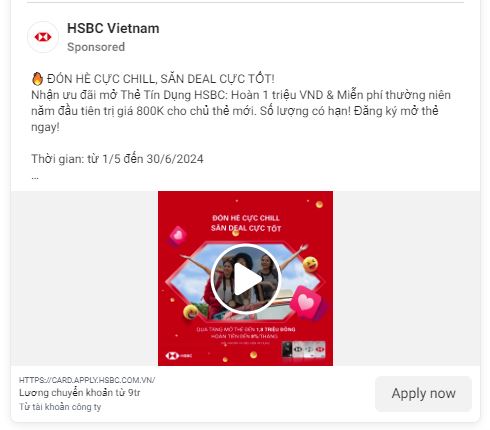 HSBC Vietnam
Sponsored
🔥 ĐÓN HÈ CỰC CHILL, SĂN DEAL CỰC TỐT!
Nhận ưu đãi mở Thẻ Tín Dụng HSBC: Hoàn 1 triệu VND & Miễn phí thường niên
năm đầu tiên trị giá 800K cho chủ thẻ mới. Số lượng có hạn! Đăng ký mở thẻ
ngay!
Thời gian: từ 1/5 đến 30/6/2024
...
ĐÓN HÈ CỰC CHILL
SĂN DEAL CỰC TỐT
QUÀ TẶNG MỞ THẺ ĐẾN 1,8 TRIỆU ĐỒNG
HOÀN TIỀN ĐẾN 8%/THÁNG
HSBC
HTTPS://CARD.APPLY.HSBC.COM.VN/
Lương chuyển khoản từ 9tr
Từ tài khoản công ty
Apply now